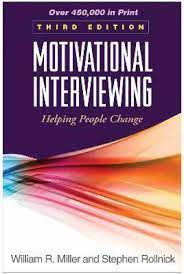 Over 450,000 in Print
THIRD EDITION
MOTIVATIONAL
INTERVIEWING
Helping People Change
William R. Miller and Stephen Rollnick